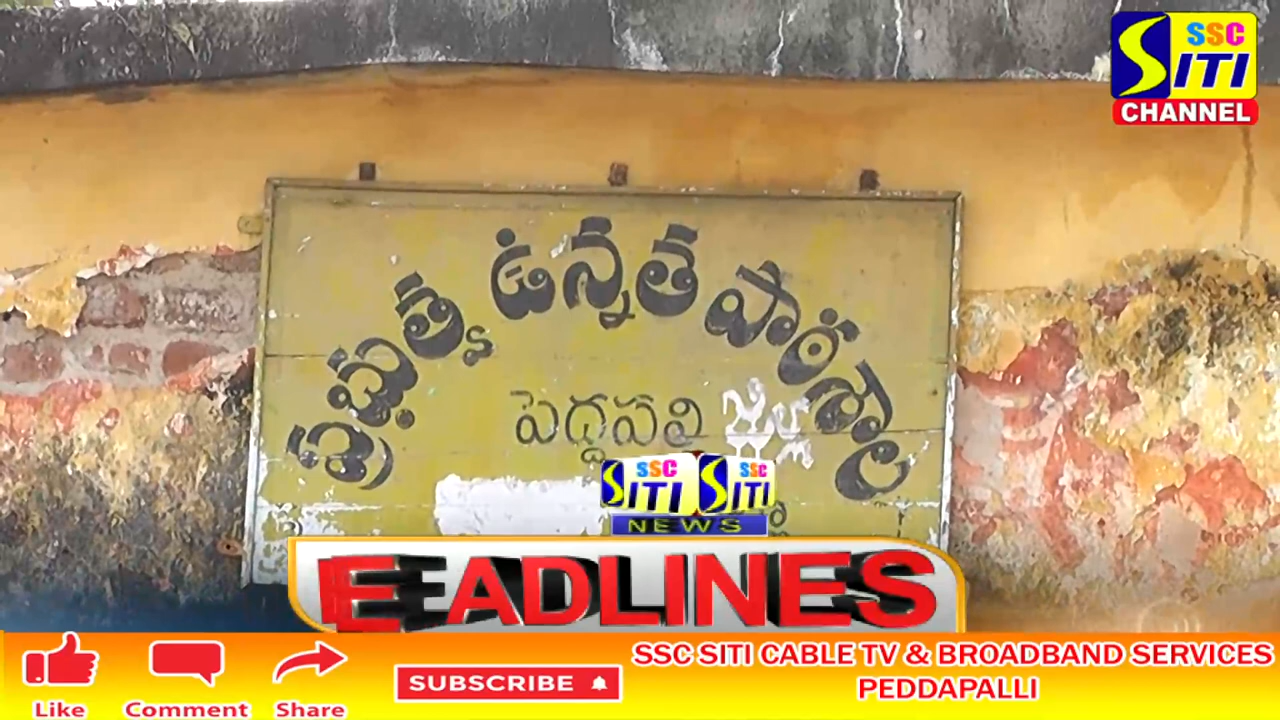 SSC
SITI
CHANNEL
ప్రభుత్వ ఉన్నత పాఠశాల
పెద్దపల్లి జిల్లా
SSC SSC
SITI SITI
NEWS
EADLINES
Like
Comment
Share
SUBSCRIBE
SSC SITI CABLE TV & BROADBAND SERVICES
PEDDAPALLI